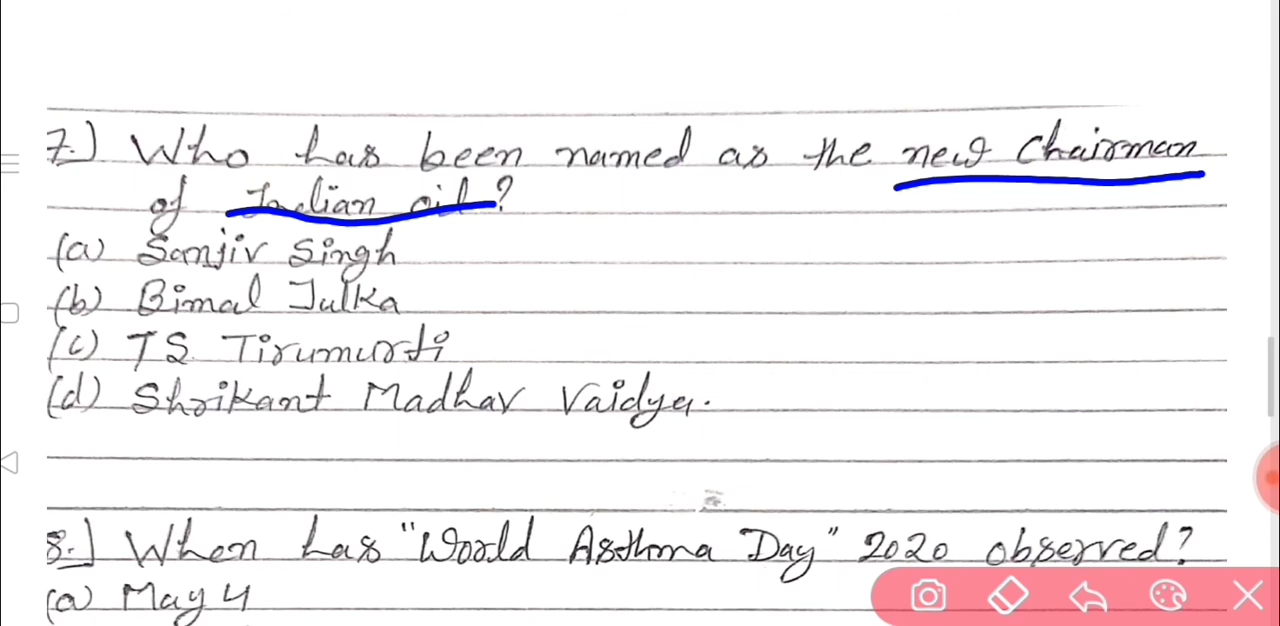 7.) Who has been named as the new Chairman
of Indian oil?
(a) Sanjiv Singh
(b) Bimal Julka
(c) TS Tirumurti
(d) Shrikant Madhav Vaidya.
8.) When has "World Asthma Day" 2020 observed?
(a) May 4